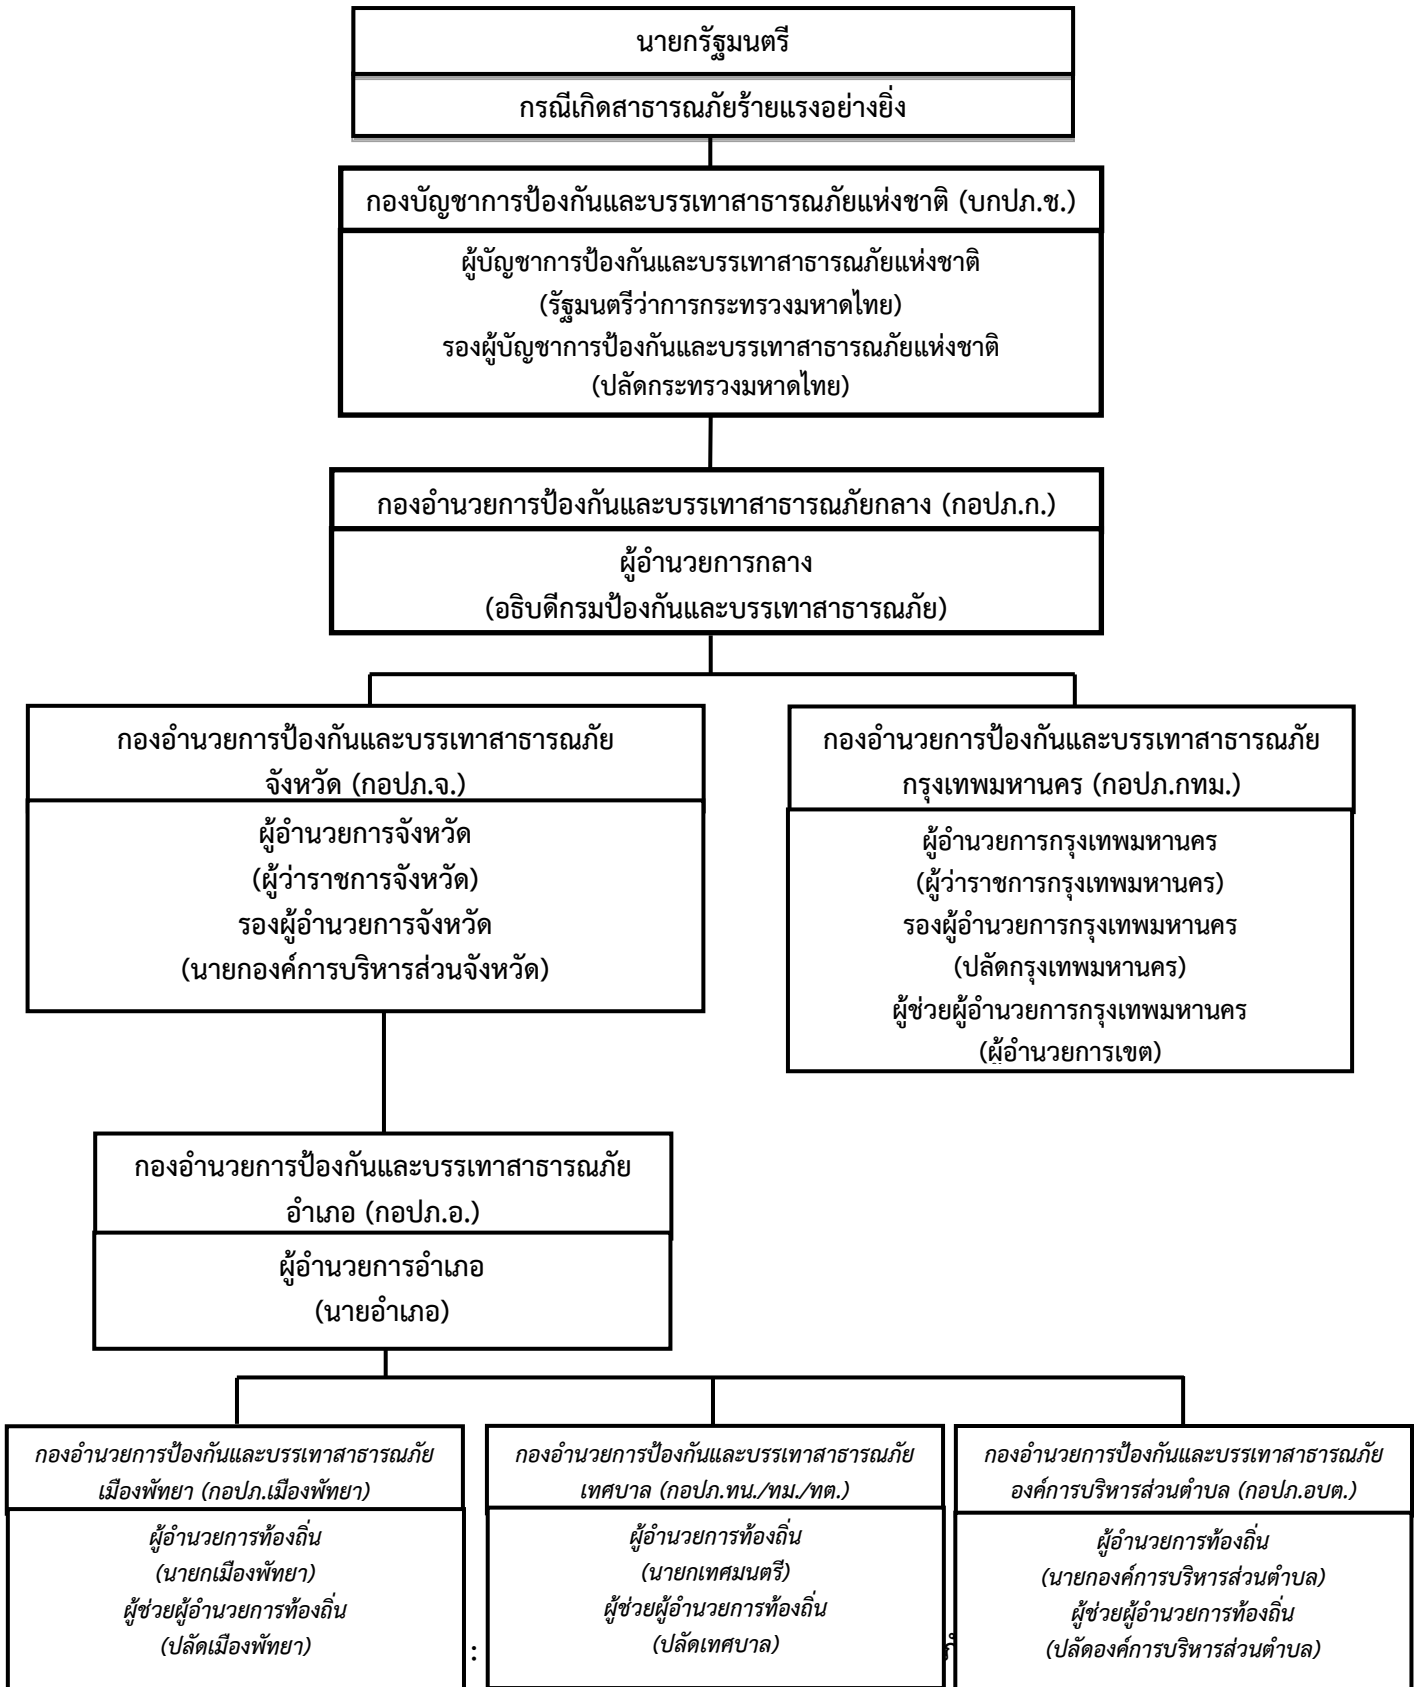 นายกรัฐมนตรี
กรณีเกิดสาธารณภัยร้ายแรงอย่างยิ่ง
กองบัญชาการป้องกันและบรรเทาสาธารณภัยแห่งชาติ (บกปภ.ช.)
ผู้บัญชาการป้องกันและบรรเทาสาธารณภัยแห่งชาติ
(รัฐมนตรีว่าการกระทรวงมหาดไทย)
รองผู้บัญชาการป้องกันและบรรเทาสาธารณภัยแห่งชาติ
(ปลัดกระทรวงมหาดไทย)
กองอำนวยการป้องกันและบรรเทาสาธารณภัยกลาง (กอปภ.ก.)
ผู้อำนวยการกลาง
(อธิบดีกรมป้องกันและบรรเทาสาธารณภัย)
กองอำนวยการป้องกันและบรรเทาสาธารณภัย
จังหวัด (กอปภ.จ.)
ผู้อำนวยการจังหวัด
(ผู้ว่าราชการจังหวัด)
รองผู้อำนวยการจังหวัด
(นายกองค์การบริหารส่วนจังหวัด)
กองอำนวยการป้องกันและบรรเทาสาธารณภัย
กรุงเทพมหานคร (กอปภ.กทม.)
ผู้อำนวยการกรุงเทพมหานคร
(ผู้ว่าราชการกรุงเทพมหานคร)
รองผู้อำนวยการกรุงเทพมหานคร
(ปลัดกรุงเทพมหานคร)
ผู้ช่วยผู้อำนวยการกรุงเทพมหานคร
(ผู้อำนวยการเขต)
กองอำนวยการป้องกันและบรรเทาสาธารณภัย
อำเภอ (กอปภ.อ.)
ผู้อำนวยการอำเภอ
(นายอำเภอ)
กองอำนวยการป้องกันและบรรเทาสาธารณภัย
เมืองพัทยา (กอปภ.เมืองพัทยา)
ผู้อำนวยการท้องถิ่น
(นายกเมืองพัทยา)
ผู้ช่วยผู้อำนวยการท้องถิ่น
(ปลัดเมืองพัทยา)
:
กองอำนวยการป้องกันและบรรเทาสาธารณภัย
เทศบาล (กอปภ.ทน./ทม./ทต.)
ผู้อำนวยการท้องถิ่น
(นายกเทศมนตรี)
ผู้ช่วยผู้อำนวยการท้องถิ่น
(ปลัดเทศบาล)
กองอำนวยการป้องกันและบรรเทาสาธารณภัย
องค์การบริหารส่วนตำบล (กอปภ.อบต.)
ผู้อำนวยการท้องถิ่น
(นายกองค์การบริหารส่วนตำบล)
ผู้ช่วยผู้อำนวยการท้องถิ่น
(ปลัดองค์การบริหารส่วนตำบล)